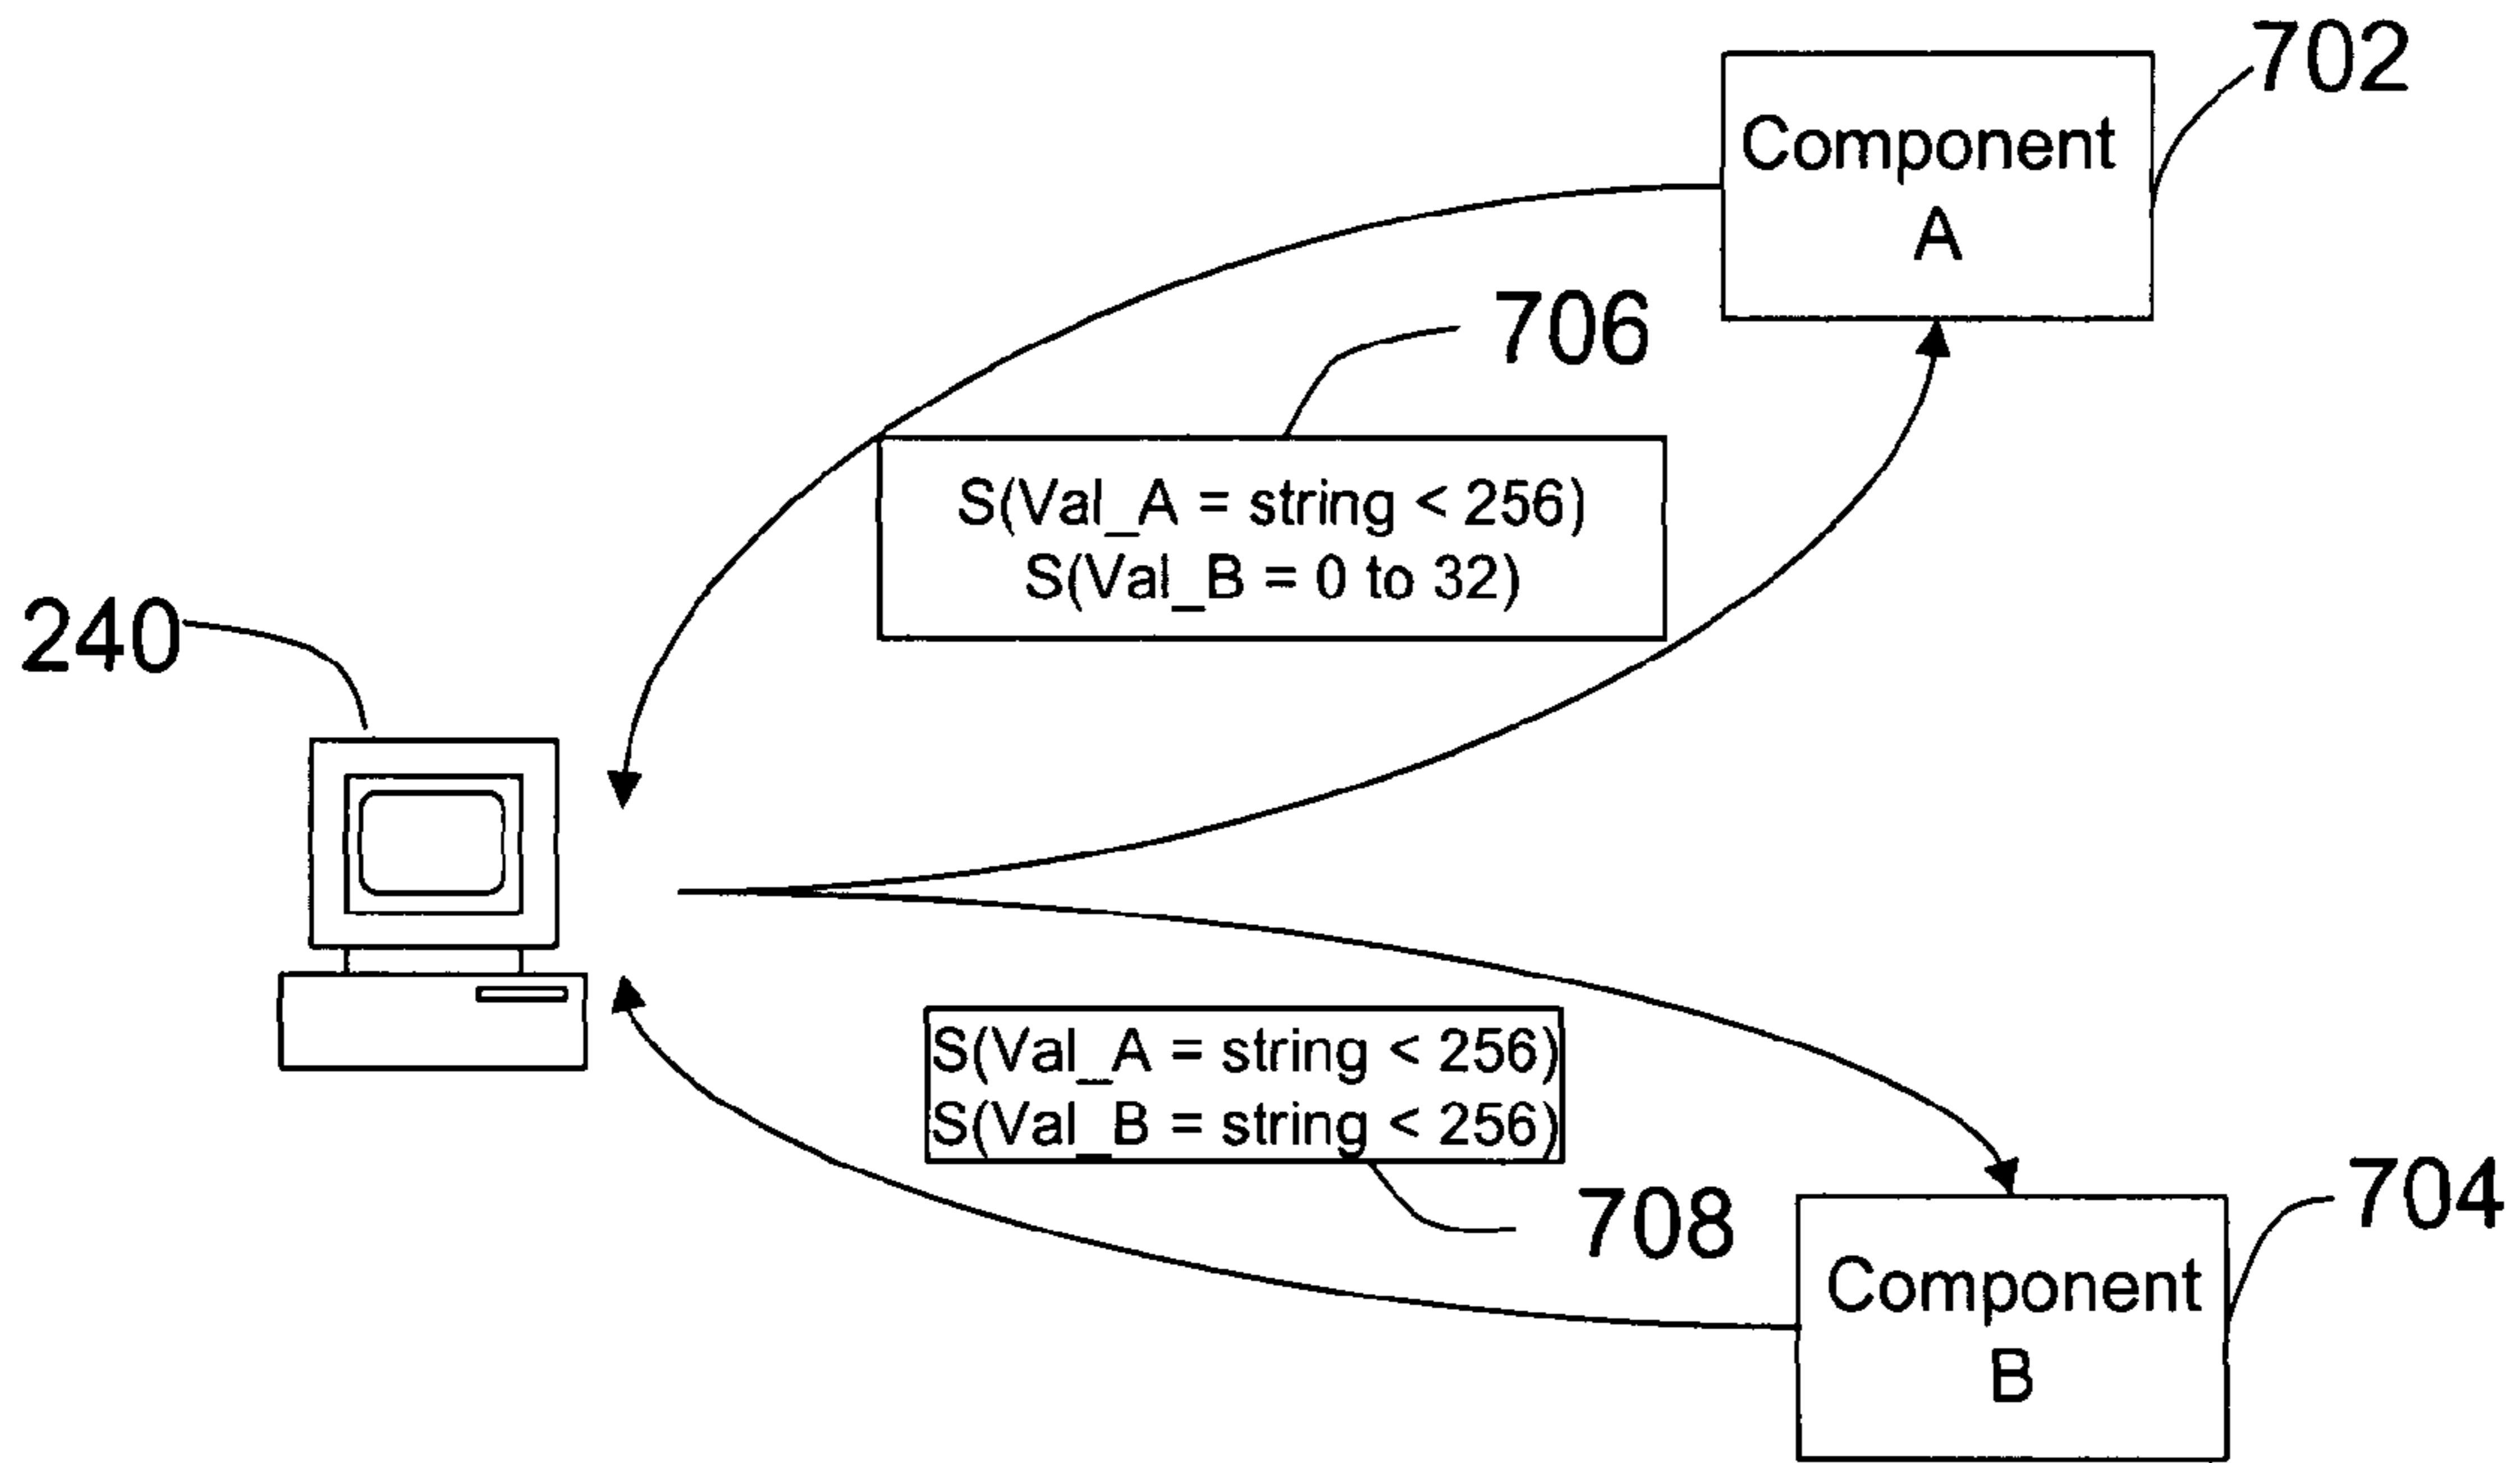 702
Component
A
706
S(Val_A = string < 256)
S(Val_B = 0 to 32)
240
S(Val_A = string < 256)
S(Val_B = string < 256)
708
704
Component
B